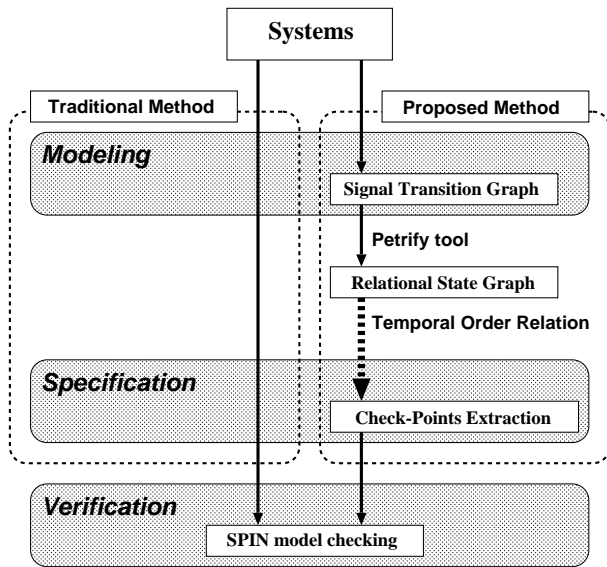 Systems
Traditional Method
Proposed Method
Modeling
Signal Transition Graph
Petrify tool
Relational State Graph
Temporal Order Relation
Specification
Check-Points Extraction
Verification
SPIN model checking